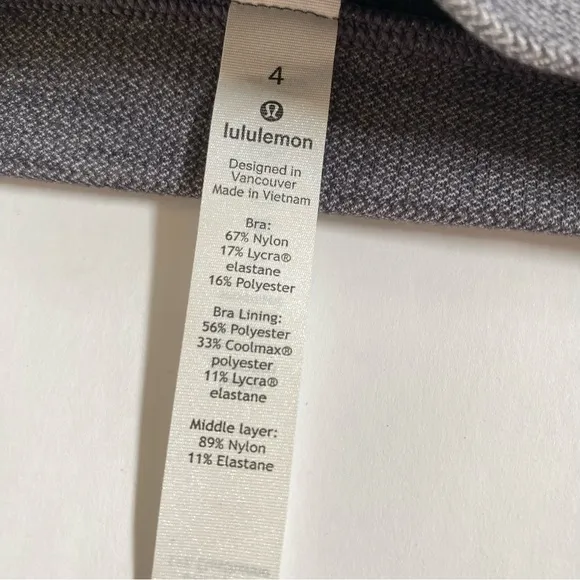 4
lululemon
Designed in
Vancouver
Made in Vietnam
Bra:
67% Nylon
17% Lycra®
elastane
16% Polyester
Bra Lining:
56% Polyester
33% Coolmax®
polyester
11% Lycra®
elastane
Middle layer:
89% Nylon
11% Elastane